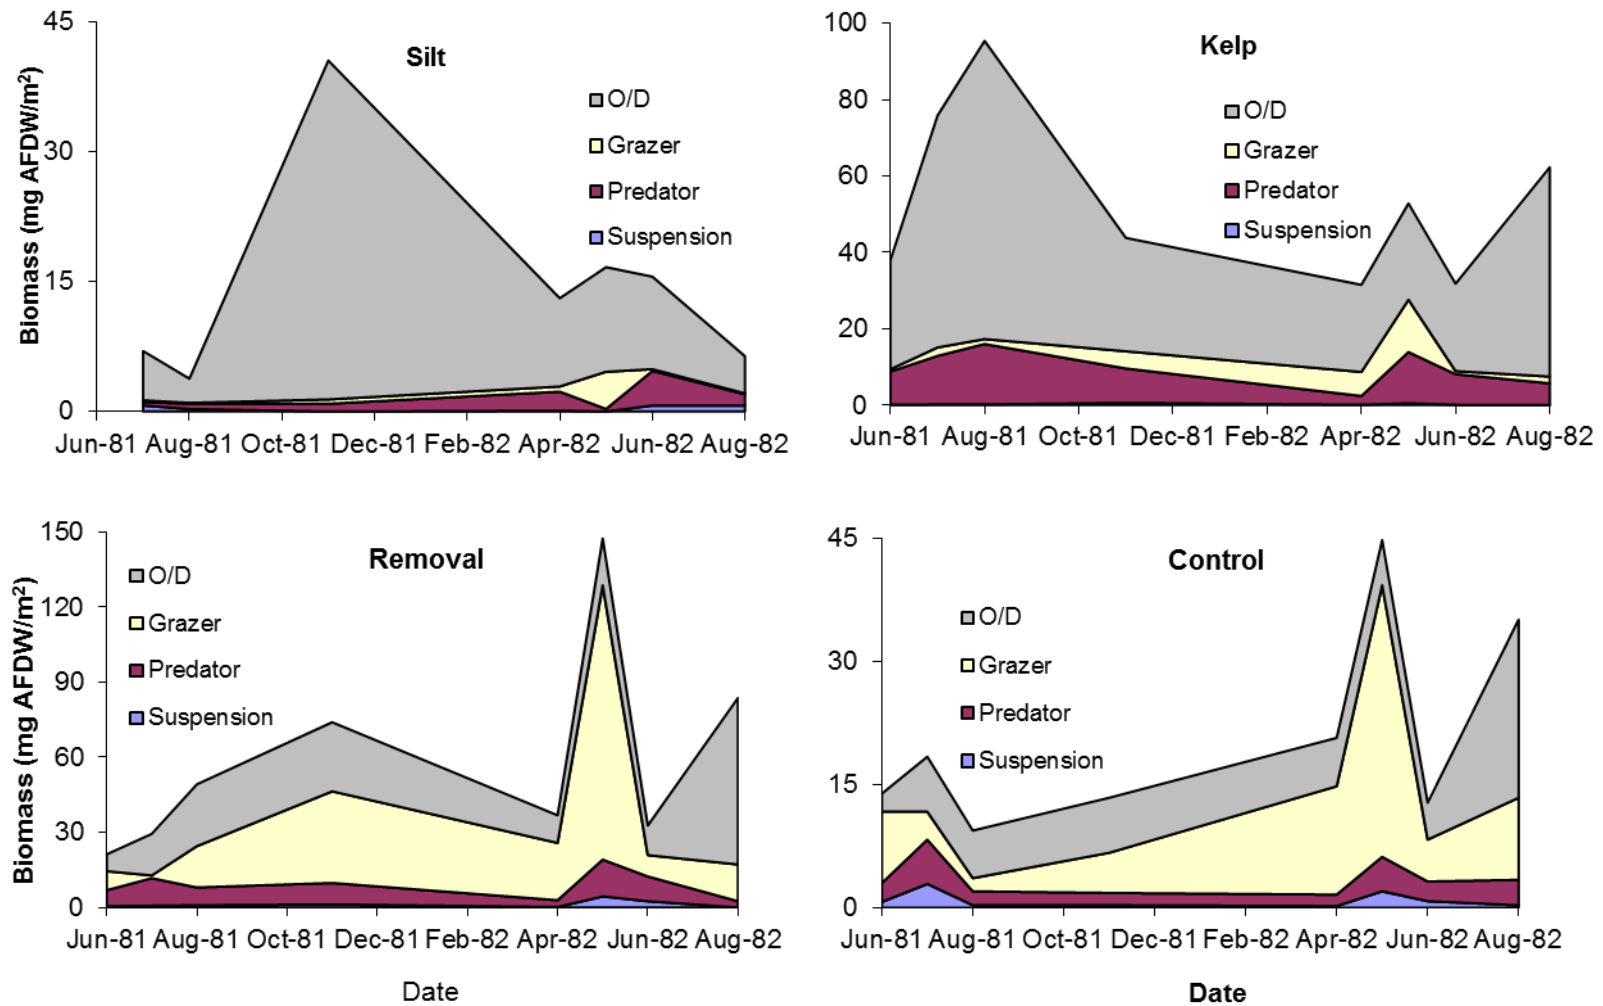 Silt
Biomass (mg AFDW/m²)
45
30
15
0
O/D
Grazer
Predator
Suspension
Jun-81 Aug-81 Oct-81 Dec-81 Feb-82 Apr-82 Jun-82 Aug-82
Kelp
100
80
60
40
20
0
O/D
Grazer
Predator
Suspension
Jun-81 Aug-81 Oct-81 Dec-81 Feb-82 Apr-82 Jun-82 Aug-82
Removal
Biomass (mg AFDW/m²)
150
120
90
60
30
0
O/D
Grazer
Predator
Suspension
Jun-81 Aug-81 Oct-81 Dec-81 Feb-82 Apr-82 Jun-82 Aug-82
Date
Control
45
30
15
0
O/D
Grazer
Predator
Suspension
Jun-81 Aug-81 Oct-81 Dec-81 Feb-82 Apr-82 Jun-82 Aug-82
Date